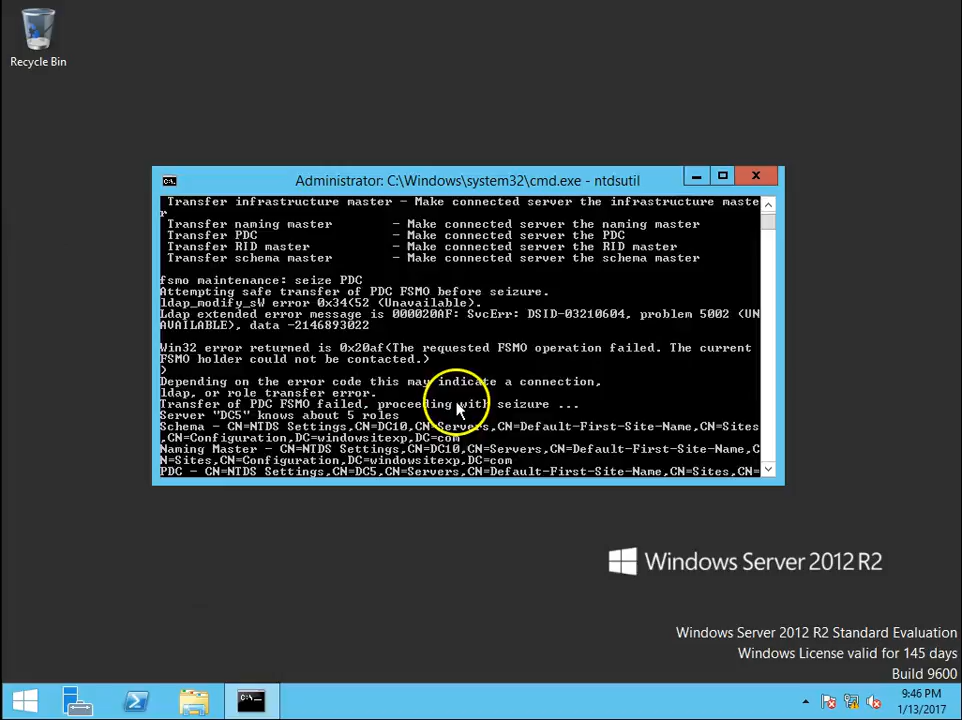 Recycle Bin
Administrator: C:\Windows\system32\cmd.exe - ntdsutil
Transfer infrastructure master - Make connected server the infrastructure maste
r
Transfer naming master - Make connected server the naming master
Transfer PDC - Make connected server the PDC
Transfer RID master - Make connected server the RID master
Transfer schema master - Make connected server the schema master
fsmo maintenance: seize PDC
Attempting safe transfer of PDC FSMO before seizure.
ldap_modify_sW error 0x34(52 (Unavailable).
Ldap extended error message is 000020AF: SvcErr: DSID-03210604, problem 5002 (UN
AVAILABLE), data -2146893022
Win32 error returned is 0x20af(The requested FSMO operation failed. The current
FSMO holder could not be contacted.)
)
Depending on the error code this may indicate a connection,
ldap, or role transfer error.
Transfer of PDC FSMO failed, proceeding with seizure ...
Server "DC5" knows about 5 roles
Schema - CN=NTDS Settings,CN=DC10,CN=Servers,CN=Default-First-Site-Name,CN=Sites
,CN=Configuration,DC=windowsitexp,DC=com
Naming Master - CN=NTDS Settings,CN=DC10,CN=Servers,CN=Default-First-Site-Name,C
N=Sites,CN=Configuration,DC=windowsitexp,DC=com
PDC - CN=NTDS Settings,CN=DC5,CN=Servers,CN=Default-First-Site-Name,CN=Sites,CN=
Windows Server 2012 R2
Windows Server 2012 R2 Standard Evaluation
Windows License valid for 145 days
Build 9600
9:46 PM
1/13/2017